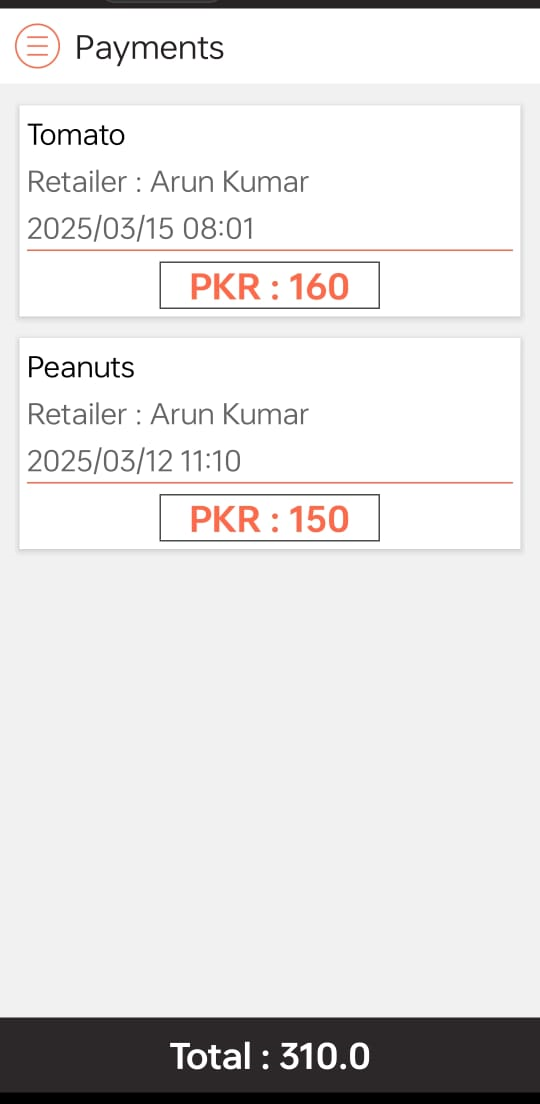 Payments
Tomato
Retailer : Arun Kumar
2025/03/15 08:01
PKR : 160
Peanuts
Retailer : Arun Kumar
2025/03/12 11:10
PKR : 150
Total : 310.0